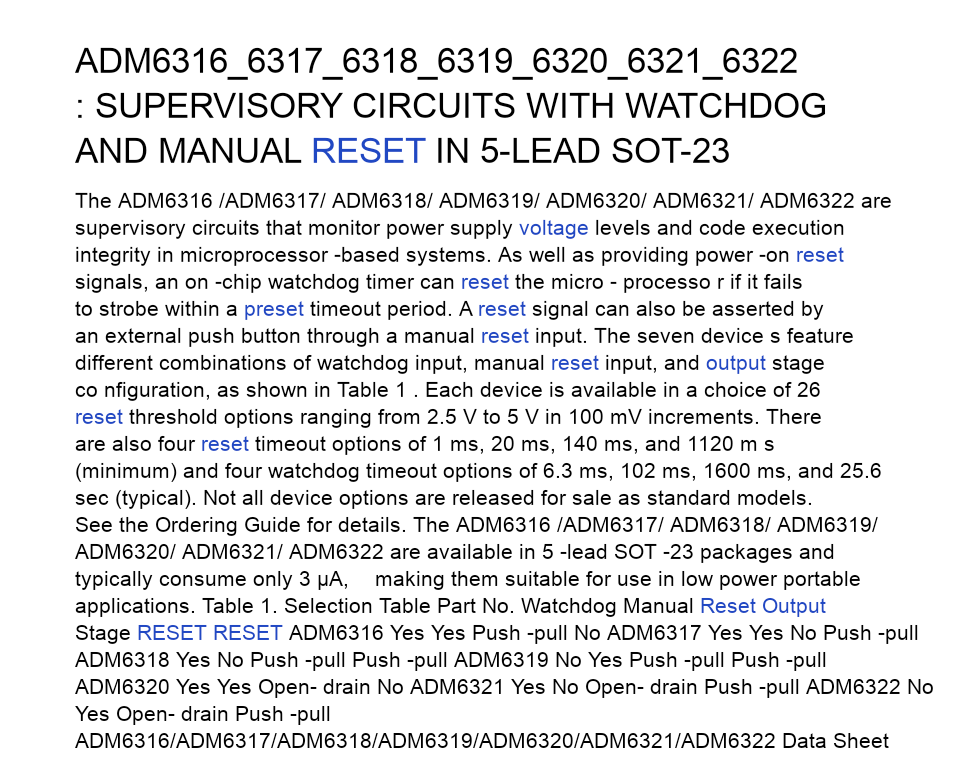 ADM6316_6317_6318_6319_6320_6321_6322
: SUPERVISORY CIRCUITS WITH WATCHDOG
AND MANUAL RESET IN 5-LEAD SOT-23
The ADM6316 /ADM6317/ ADM6318/ ADM6319/ ADM6320/ ADM6321/ ADM6322 are
supervisory circuits that monitor power supply voltage levels and code execution
integrity in microprocessor -based systems. As well as providing power -on reset
signals, an on -chip watchdog timer can reset the micro - processo r if it fails
to strobe within a preset timeout period. A reset signal can also be asserted by
an external push button through a manual reset input. The seven device s feature
different combinations of watchdog input, manual reset input, and output stage
co nfiguration, as shown in Table 1 . Each device is available in a choice of 26
reset threshold options ranging from 2.5 V to 5 V in 100 mV increments. There
are also four reset timeout options of 1 ms, 20 ms, 140 ms, and 1120 m s
(minimum) and four watchdog timeout options of 6.3 ms, 102 ms, 1600 ms, and 25.6
sec (typical). Not all device options are released for sale as standard models.
See the Ordering Guide for details. The ADM6316 /ADM6317/ ADM6318/ ADM6319/
ADM6320/ ADM6321/ ADM6322 are available in 5 -lead SOT -23 packages and
typically consume only 3 μA, making them suitable for use in low power portable
applications. Table 1. Selection Table Part No. Watchdog Manual Reset Output
Stage RESET RESET ADM6316 Yes Yes Push -pull No ADM6317 Yes Yes No Push -pull
ADM6318 Yes No Push -pull Push -pull ADM6319 No Yes Push -pull Push -pull
ADM6320 Yes Yes Open- drain No ADM6321 Yes No Open- drain Push -pull ADM6322 No
Yes Open- drain Push -pull
ADM6316/ADM6317/ADM6318/ADM6319/ADM6320/ADM6321/ADM6322 Data Sheet